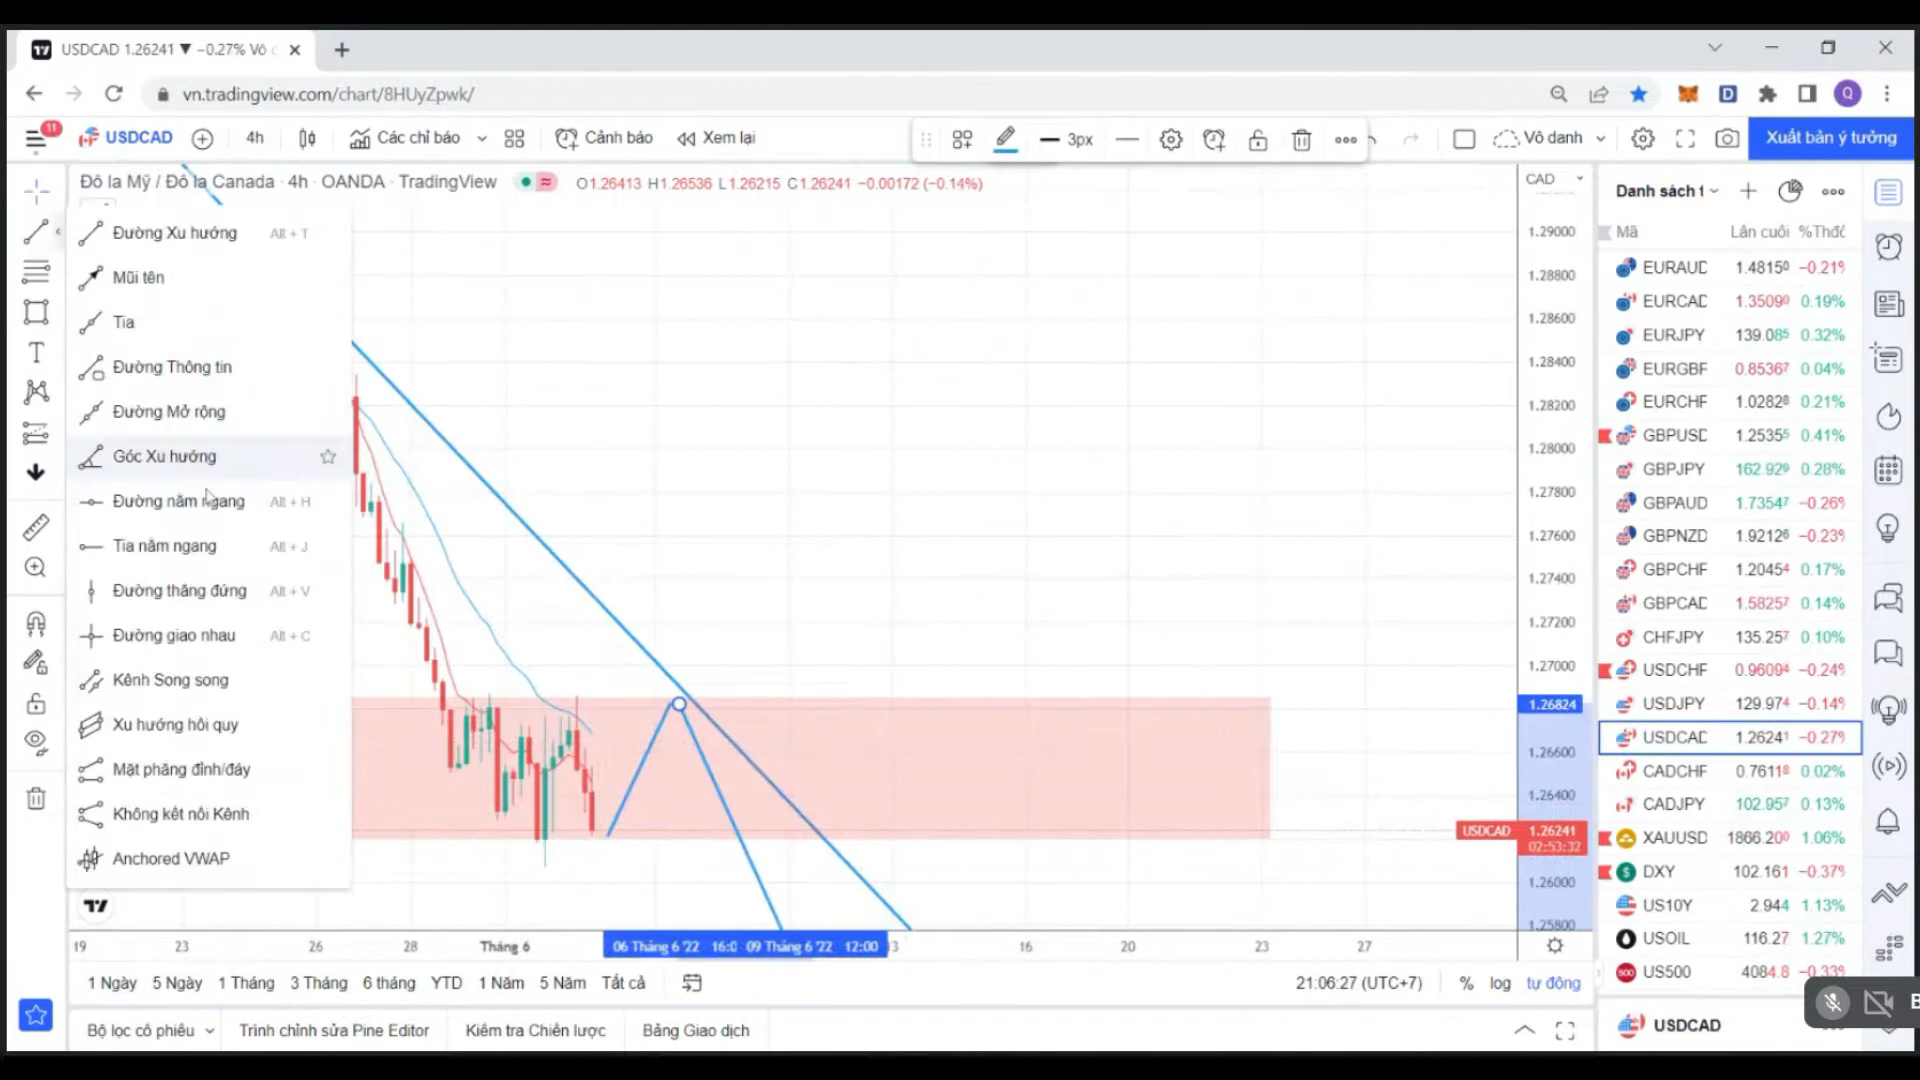 USDCAD 1.26241 ▼ −0.27% Vô
vn.tradingview.com/chart/8HUyZpwk/
Q
11
USDCAD
4h
Các chỉ báo
Cảnh báo
Xem lại
3px
Vô danh
Xuất bản ý tưởng
Đô la Mỹ / Đô la Canada · 4h · OANDA · TradingView
O1.26413 H1.26536 L1.26215 C1.26241 −0.00172 (−0.14%)
Đường Xu hướng Alt + T
Mũi tên
Tia
Đường Thông tin
Đường Mở rộng
Góc Xu hướng
Đường nằm ngang Alt + H
Tia nằm ngang Alt + J
Đường thẳng đứng Alt + V
Đường giao nhau Alt + C
Kênh Song song
Xu hướng hồi quy
Mặt phẳng đỉnh/đáy
Không kết nối Kênh
Anchored VWAP
CAD
1.29000
1.28800
1.28600
1.28400
1.28200
1.28000
1.27800
1.27600
1.27400
1.27200
1.27000
1.26824
1.26600
1.26400
USDCAD 1.26241
02:53:32
1.26000
1.25800
19 23 26 28 Tháng 6 06 Tháng 6 '22 16:0 09 Tháng 6 '22 12:00 13 16 20 23 27
1 Ngày 5 Ngày 1 Tháng 3 Tháng 6 tháng YTD 1 Năm 5 Năm Tất cả
21:06:27 (UTC+7) % log tự động
Bộ lọc cổ phiếu Trình chỉnh sửa Pine Editor Kiểm tra Chiến lược Bảng Giao dịch
Danh sách t
Mã Lần cuối %Thđổ
EURAUD 1.48150 −0.21%
EURCAD 1.35090 0.19%
EURJPY 139.085 0.32%
EURGBP 0.85367 0.04%
EURCHF 1.02828 0.21%
GBPUSD 1.25355 0.41%
GBPJPY 162.929 0.28%
GBPAUD 1.73547 −0.26%
GBPNZD 1.92126 −0.23%
GBPCHF 1.20454 0.17%
GBPCAD 1.58257 0.14%
CHFJPY 135.257 0.10%
USDCHF 0.96094 −0.24%
USDJPY 129.974 −0.14%
USDCAD 1.26241 −0.27%
CADCHF 0.76118 0.02%
CADJPY 102.957 0.13%
XAUUSD 1866.200 1.06%
DXY 102.161 −0.37%
US10Y 2.944 1.13%
USOIL 116.27 1.27%
US500 4084.8 −0.33%
USDCAD